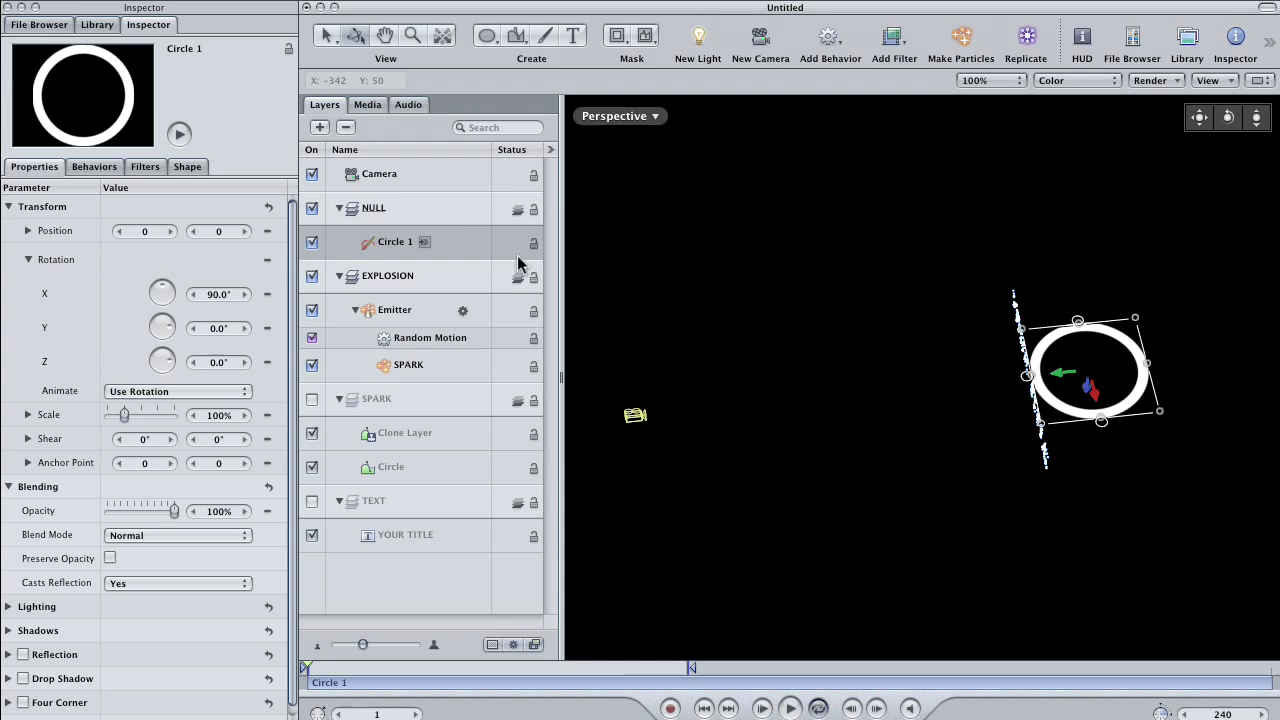 Inspector
Untitled
File Browser Library Inspector
Circle 1
View Create Mask New Light New Camera Add Behavior Add Filter Make Particles Replicate HUD File Browser Library Inspector
X: -342 Y: 50
100% Color Render View
Layers Media Audio
Search
On Name Status
Perspective
Properties Behaviors Filters Shape
Parameter Value
Transform
Position 0 0
Rotation
X 90.0°
Y 0.0°
Z 0.0°
Animate Use Rotation
Scale 100%
Shear 0° 0°
Anchor Point 0 0
Blending
Opacity 100%
Blend Mode Normal
Preserve Opacity
Casts Reflection Yes
Lighting
Shadows
Reflection
Drop Shadow
Four Corner
Camera
NULL
Circle 1
EXPLOSION
Emitter
Random Motion
SPARK
SPARK
Clone Layer
Circle
TEXT
T YOUR TITLE
Circle 1
1
240